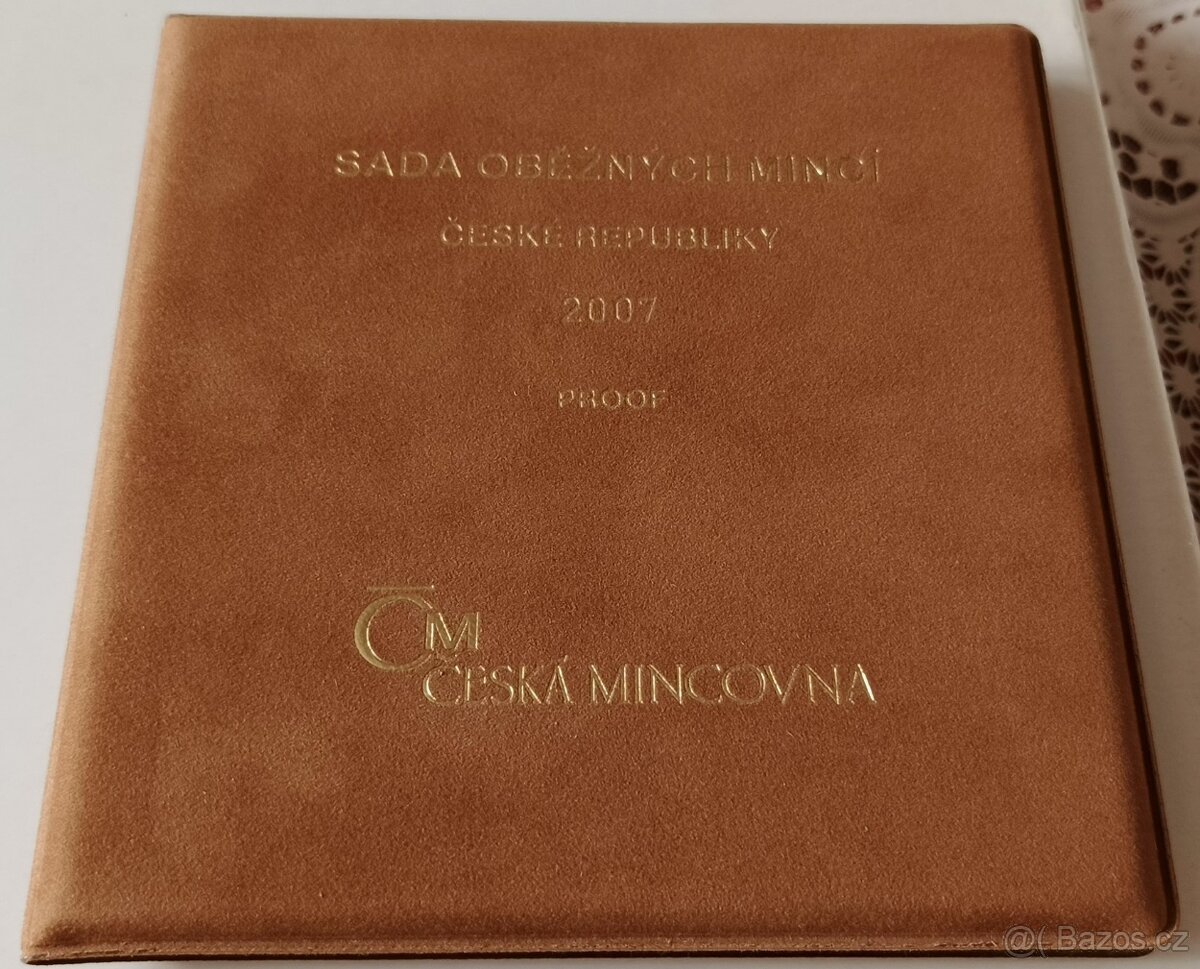 SADA OBĚŽNÝCH MINCÍ
ČESKÉ REPUBLIKY
2007
PROOF
ČM
ČESKÁ MINCOVNA
@( Bazos.cz